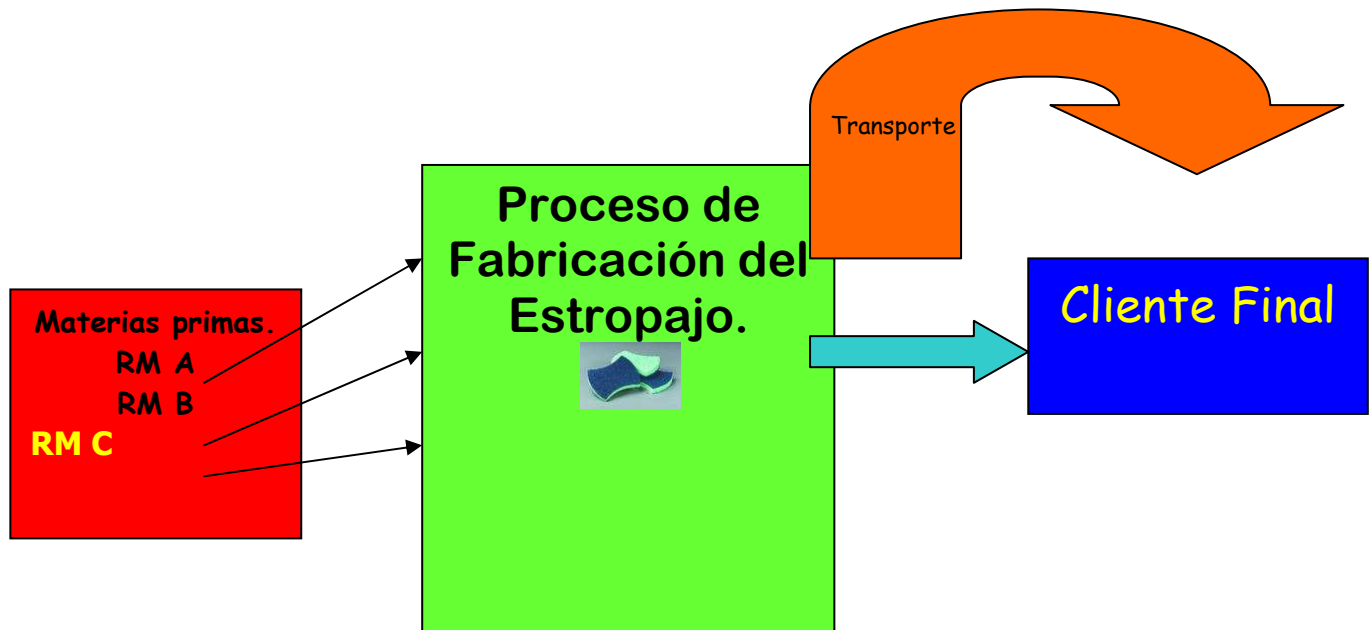 Materias primas.
RM A
RM B
RM C
Proceso de
Fabricación del
Estropajo.
Transporte
Cliente Final